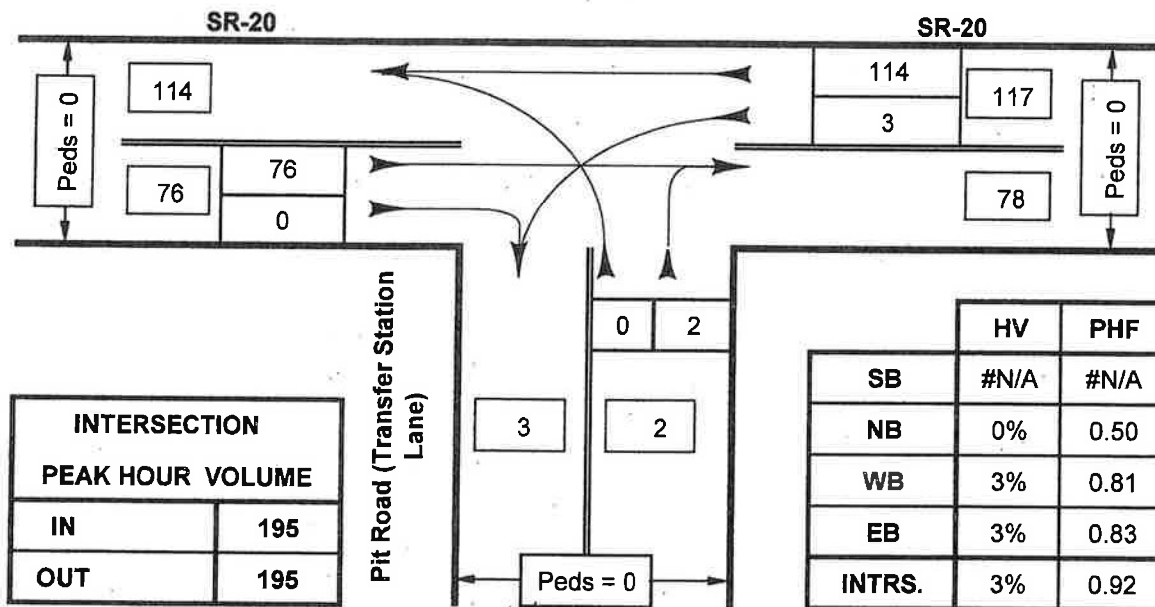 SR-20
SR-20
Peds = 0
114
114
117
Peds = 0
3
76
76
0
78
Pit Road (Transfer Station
Lane)
0
2
3
2
Peds = 0
INTERSECTION
PEAK HOUR VOLUME
IN 195
OUT 195
HV PHF
SB #N/A #N/A
NB 0% 0.50
WB 3% 0.81
EB 3% 0.83
INTRS. 3% 0.92